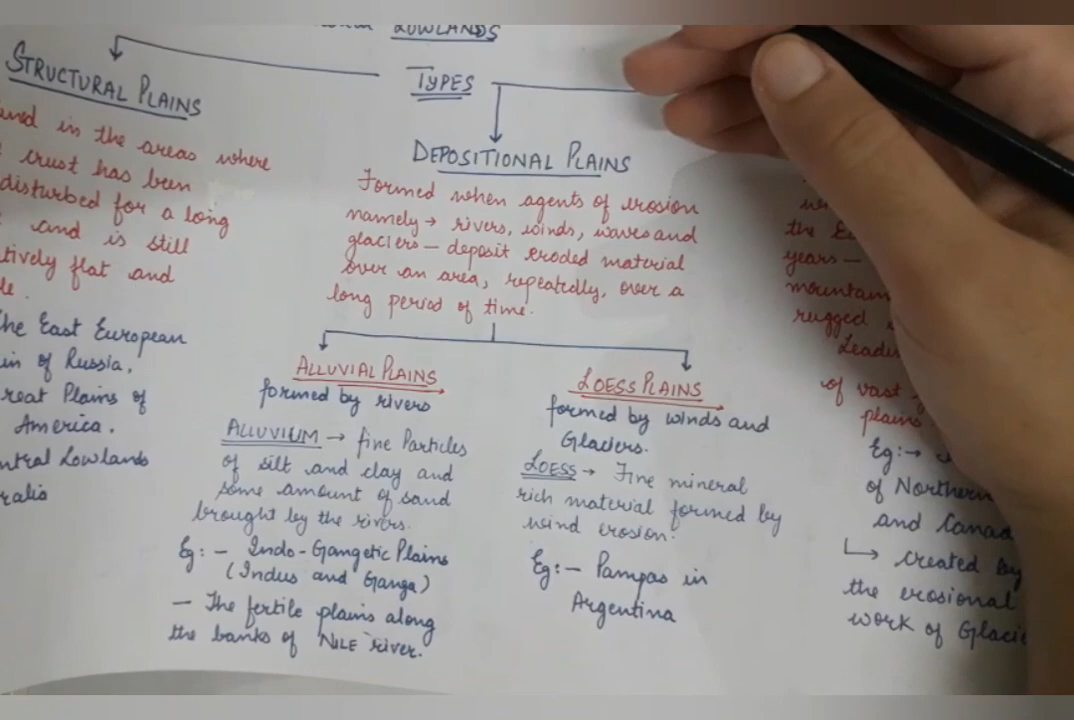 LOWLANDS
TYPES
STRUCTURAL PLAINS
in the areas where
crust has been
disturbed for a long
and is still
flat and
The East European
of Russia.
Plains of
America.
Lowlands
DEPOSITIONAL PLAINS
Formed when agents of erosion
namely → rivers, winds, waves and
glaciers — deposit eroded material
over an area, repeatedly, over a
long period of time.
ALLUVIAL PLAINS
formed by rivers
ALLUVIUM → fine Particles
of silt and clay and
some amount of sand
brought by the rivers.
Eg: – Indo-Gangetic Plains
(Indus and Ganga)
– The fertile plains along
the banks of NILE river.
LOESS PLAINS
formed by winds and
Glaciers.
LOESS → Fine mineral
rich material formed by
wind erosion.
Eg: – Pampas in
Argentina
the
years —
mountain
rugged
of vast
plains
Eg: →
of Northern
and
created by
the erosional
work of